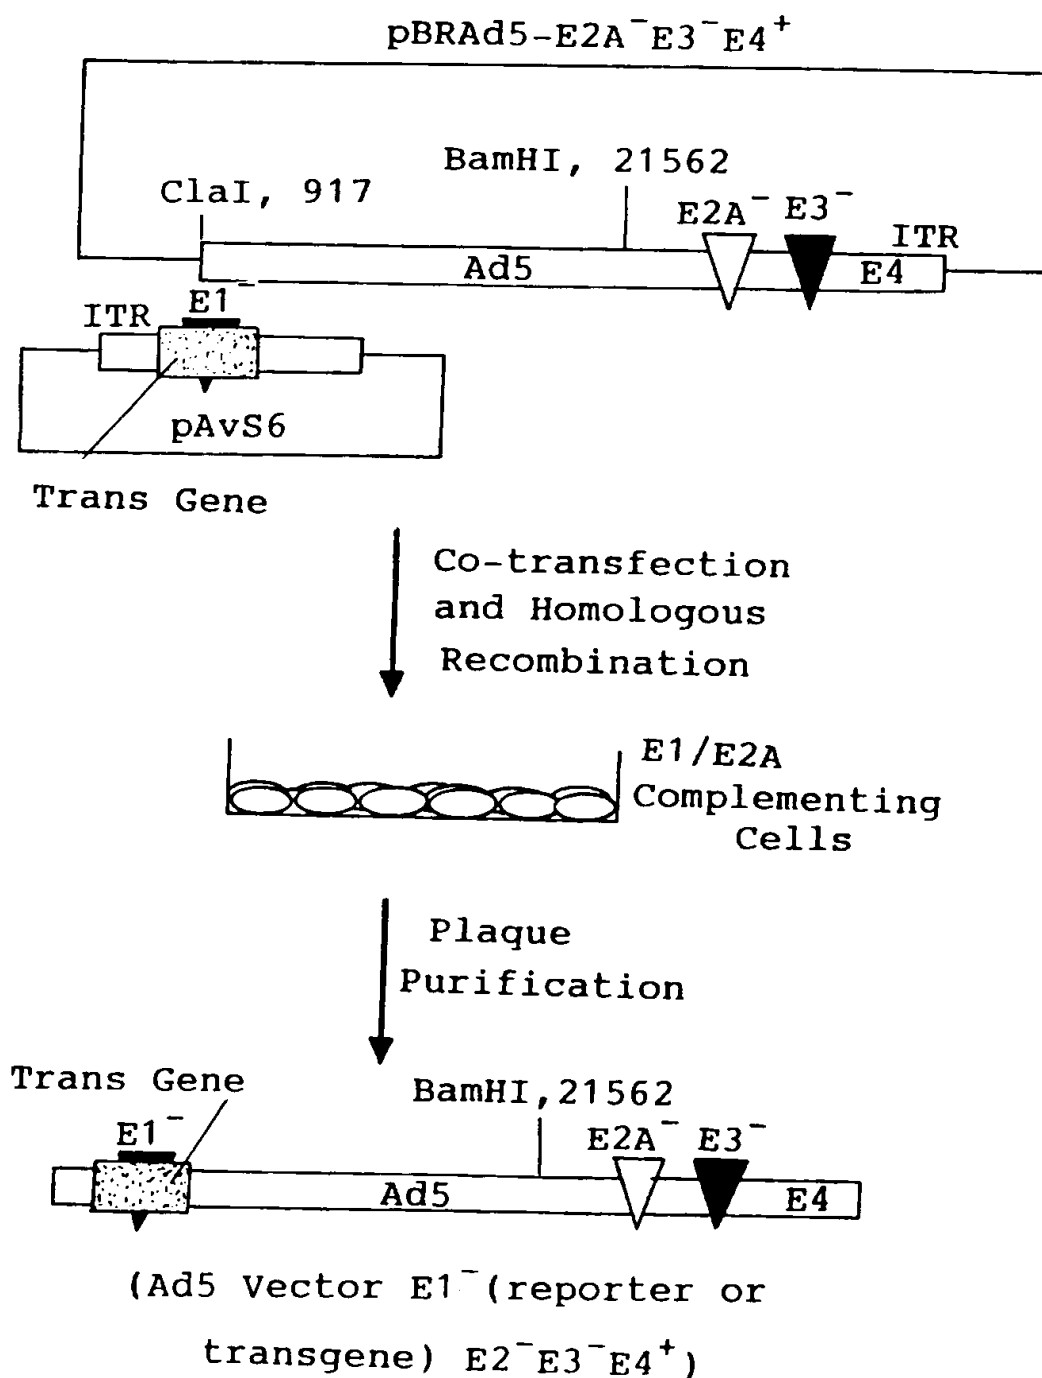 pBRAd5-E2A⁻E3⁻E4⁺
BamHI, 21562
ClaI, 917
E2A⁻ E3⁻
ITR
Ad5
E4
E1⁻
ITR
pAvS6
Trans Gene
Co-transfection
and Homologous
Recombination
E1/E2A
Complementing
Cells
Plaque
Purification
Trans Gene
BamHI,21562
E1⁻
E2A⁻ E3⁻
Ad5
E4
(Ad5 Vector E1⁻(reporter or
transgene) E2⁻E3⁻E4⁺)